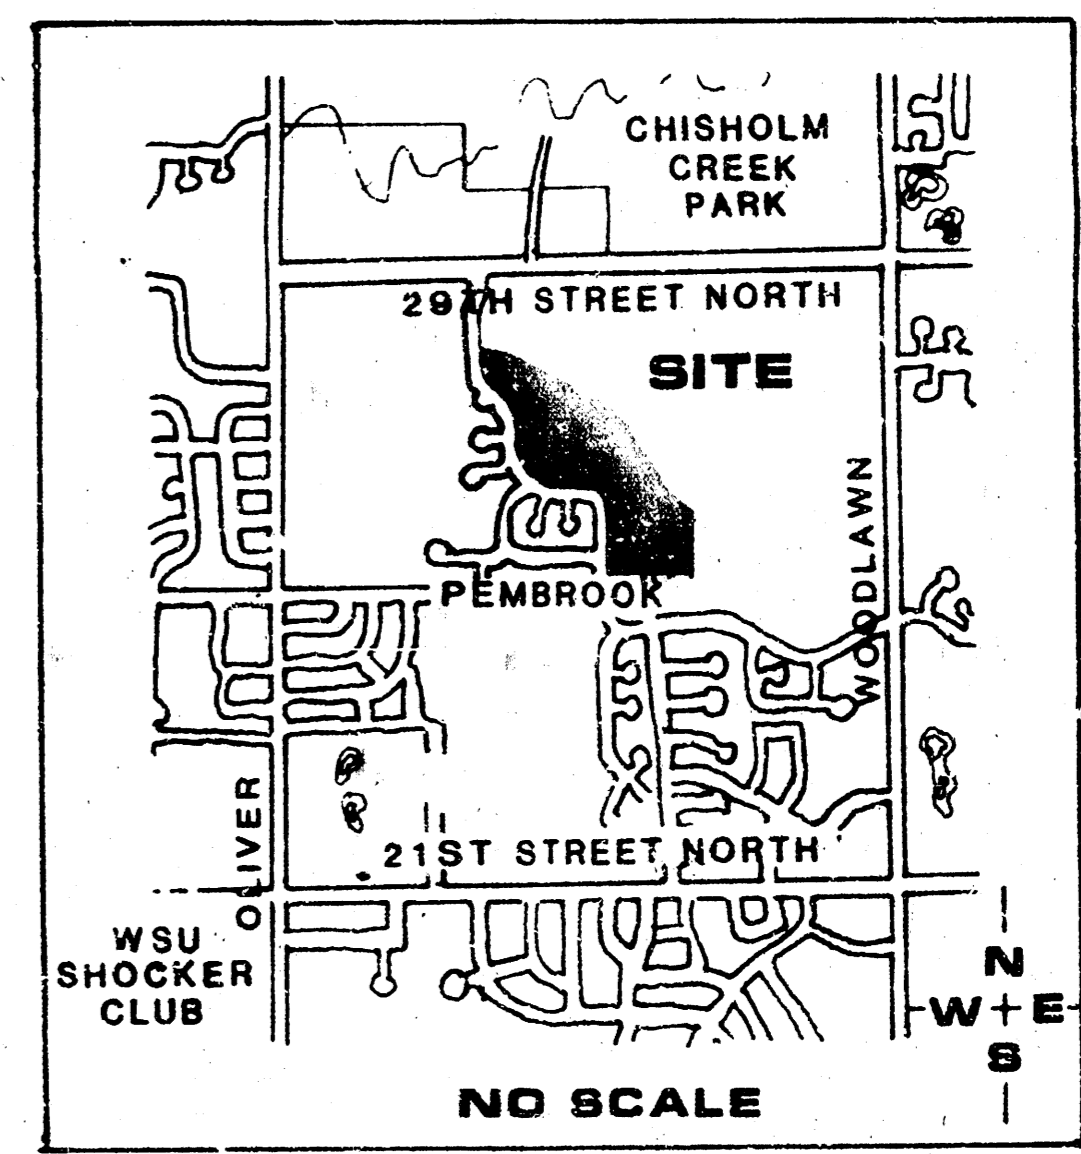 CHISHOLM
CREEK
PARK
29TH STREET NORTH
SITE
WOODLAWN
PEMBROOK
OLIVER
21ST STREET NORTH
WSU
SHOCKER
CLUB
N
W E
S
NO SCALE